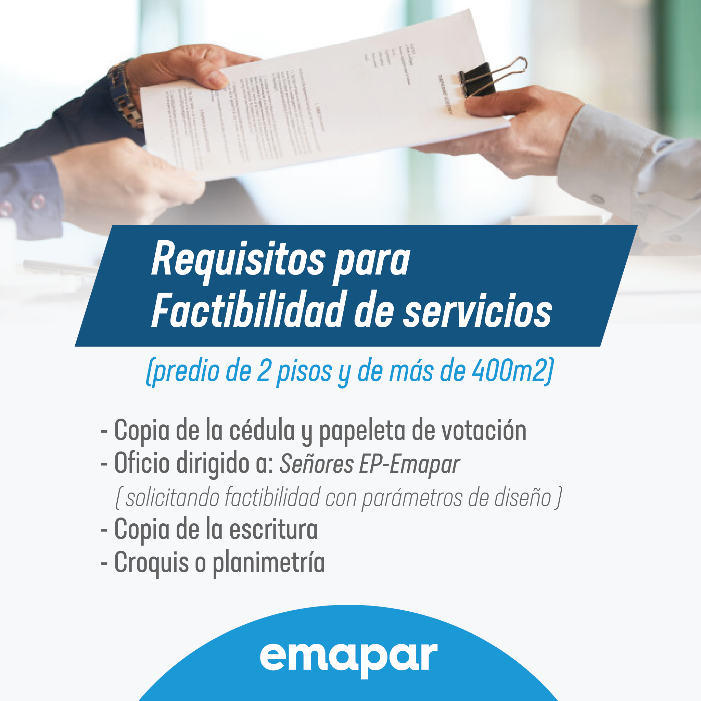 Requisitos para
Factibilidad de servicios
(predio de 2 pisos y de más de 400m2)
- Copia de la cédula y papeleta de votación
- Oficio dirigido a: Señores EP-Emapar
( solicitando factibilidad con parámetros de diseño )
- Copia de la escritura
- Croquis o planimetría
emapar